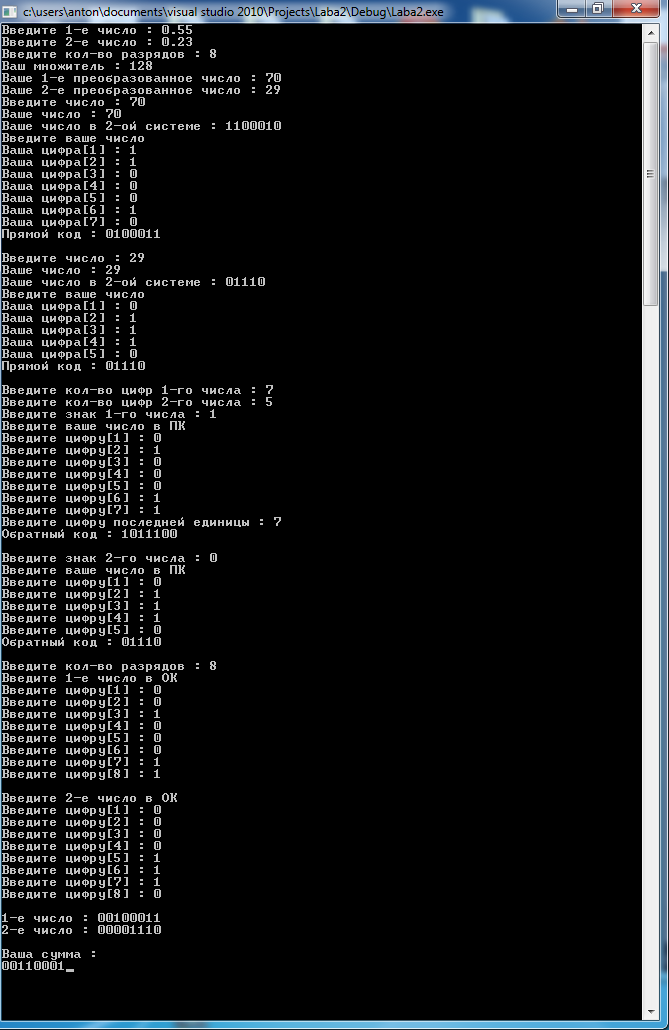 c:\users\anton\documents\visual studio 2010\Projects\Laba2\Debug\Laba2.exe
Введите 1-е число : 0.55
Введите 2-е число : 0.23
Введите кол-во разрядов : 8
Ваш множитель : 128
Ваше 1-е преобразованное число : 70
Ваше 2-е преобразованное число : 29
Введите число : 70
Ваше число : 70
Ваше число в 2-ой системе : 1100010
Введите ваше число
Ваша цифра[1] : 1
Ваша цифра[2] : 1
Ваша цифра[3] : 0
Ваша цифра[4] : 0
Ваша цифра[5] : 0
Ваша цифра[6] : 1
Ваша цифра[7] : 0
Прямой код : 0100011
Введите число : 29
Ваше число : 29
Ваше число в 2-ой системе : 01110
Введите ваше число
Ваша цифра[1] : 0
Ваша цифра[2] : 1
Ваша цифра[3] : 1
Ваша цифра[4] : 1
Ваша цифра[5] : 0
Прямой код : 01110
Введите кол-во цифр 1-го числа : 7
Введите кол-во цифр 2-го числа : 5
Введите знак 1-го числа : 1
Введите ваше число в ПК
Введите цифру[1] : 0
Введите цифру[2] : 1
Введите цифру[3] : 0
Введите цифру[4] : 0
Введите цифру[5] : 0
Введите цифру[6] : 1
Введите цифру[7] : 1
Введите цифру последней единицы : 7
Обратный код : 1011100
Введите знак 2-го числа : 0
Введите ваше число в ПК
Введите цифру[1] : 0
Введите цифру[2] : 1
Введите цифру[3] : 1
Введите цифру[4] : 1
Введите цифру[5] : 0
Обратный код : 01110
Введите кол-во разрядов : 8
Введите 1-е число в ОК
Введите цифру[1] : 0
Введите цифру[2] : 0
Введите цифру[3] : 1
Введите цифру[4] : 0
Введите цифру[5] : 0
Введите цифру[6] : 0
Введите цифру[7] : 1
Введите цифру[8] : 1
Введите 2-е число в ОК
Введите цифру[1] : 0
Введите цифру[2] : 0
Введите цифру[3] : 0
Введите цифру[4] : 0
Введите цифру[5] : 1
Введите цифру[6] : 1
Введите цифру[7] : 1
Введите цифру[8] : 0
1-е число : 00100011
2-е число : 00001110
Ваша сумма :
00110001_